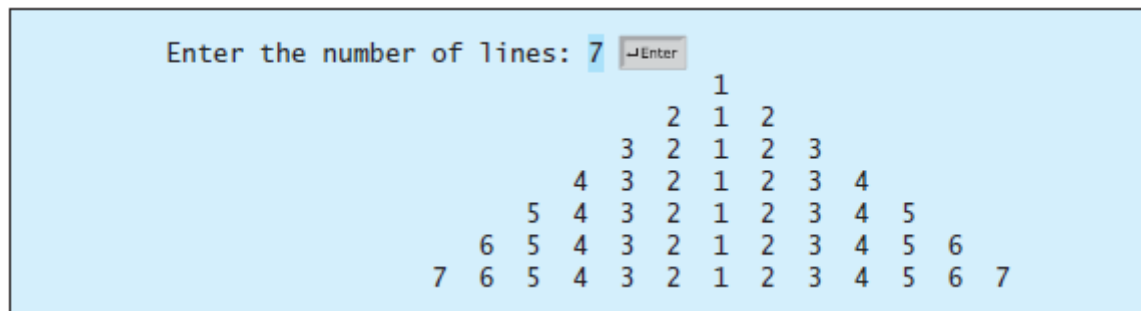 Enter the number of lines: 7 ↵Enter
1
2 1 2
3 2 1 2 3
4 3 2 1 2 3 4
5 4 3 2 1 2 3 4 5
6 5 4 3 2 1 2 3 4 5 6
7 6 5 4 3 2 1 2 3 4 5 6 7